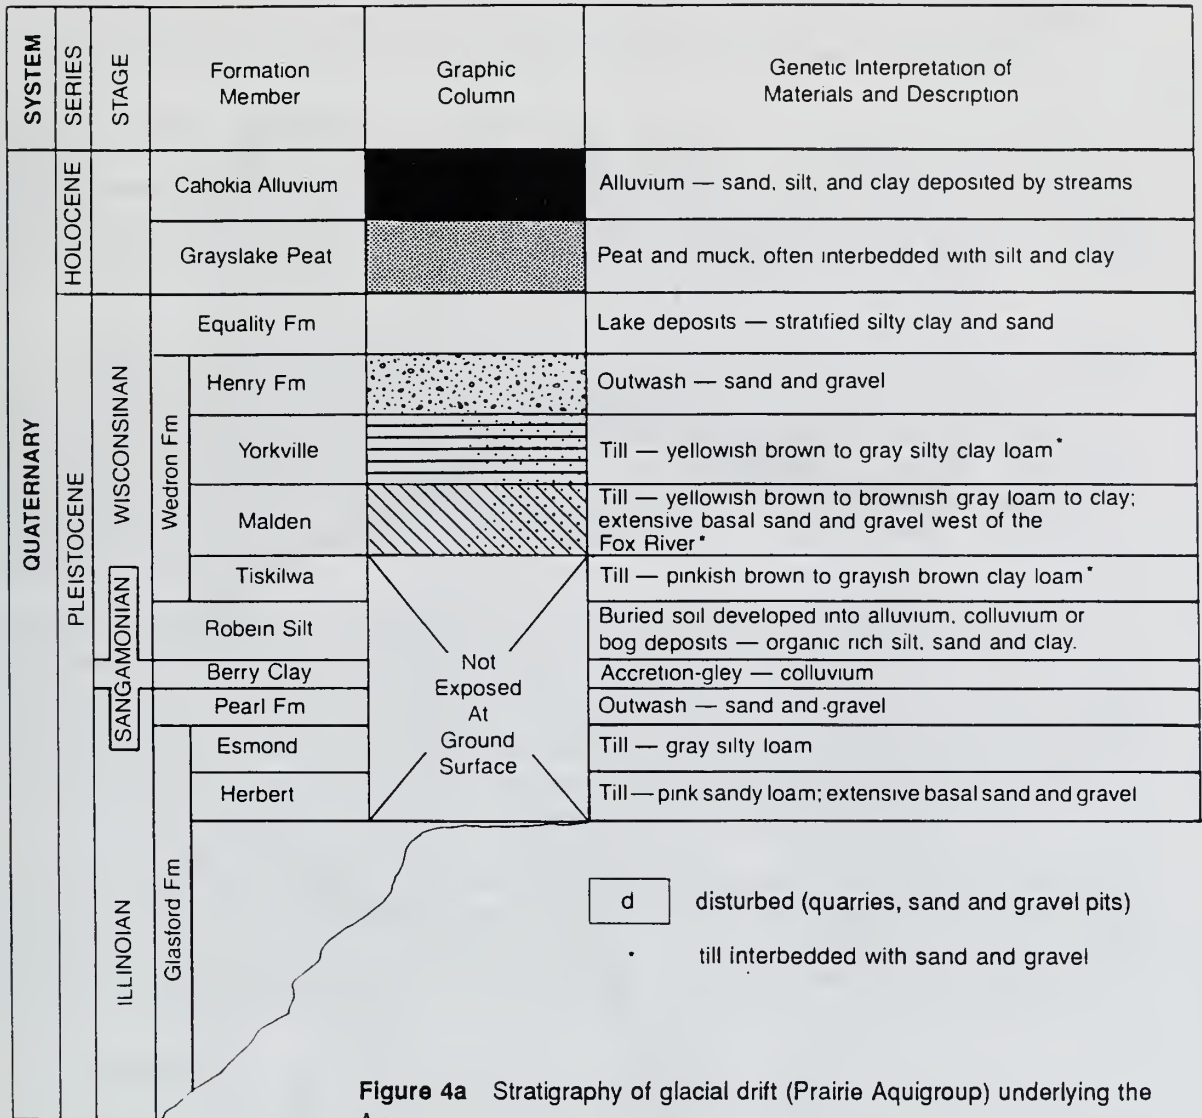 SYSTEM
SERIES
STAGE
Formation
Member
Graphic
Column
Genetic Interpretation of
Materials and Description
QUATERNARY
HOLOCENE
Cahokia Alluvium
Alluvium — sand, silt, and clay deposited by streams
Grayslake Peat
Peat and muck, often interbedded with silt and clay
PLEISTOCENE
WISCONSINAN
Equality Fm
Lake deposits — stratified silty clay and sand
Wedron Fm
Henry Fm
Outwash — sand and gravel
Yorkville
Till — yellowish brown to gray silty clay loam*
Malden
Till — yellowish brown to brownish gray loam to clay;
extensive basal sand and gravel west of the
Fox River*
Tiskilwa
Till — pinkish brown to grayish brown clay loam*
SANGAMONIAN
Robein Silt
Buried soil developed into alluvium, colluvium or
bog deposits — organic rich silt, sand and clay.
Berry Clay
Accretion-gley — colluvium
Pearl Fm
Outwash — sand and gravel
Not
Exposed
At
Ground
Surface
ILLINOIAN
Glasford Fm
Esmond
Till — gray silty loam
Herbert
Till — pink sandy loam; extensive basal sand and gravel
d disturbed (quarries, sand and gravel pits)
* till interbedded with sand and gravel
Figure 4a Stratigraphy of glacial drift (Prairie Aquigroup) underlying the